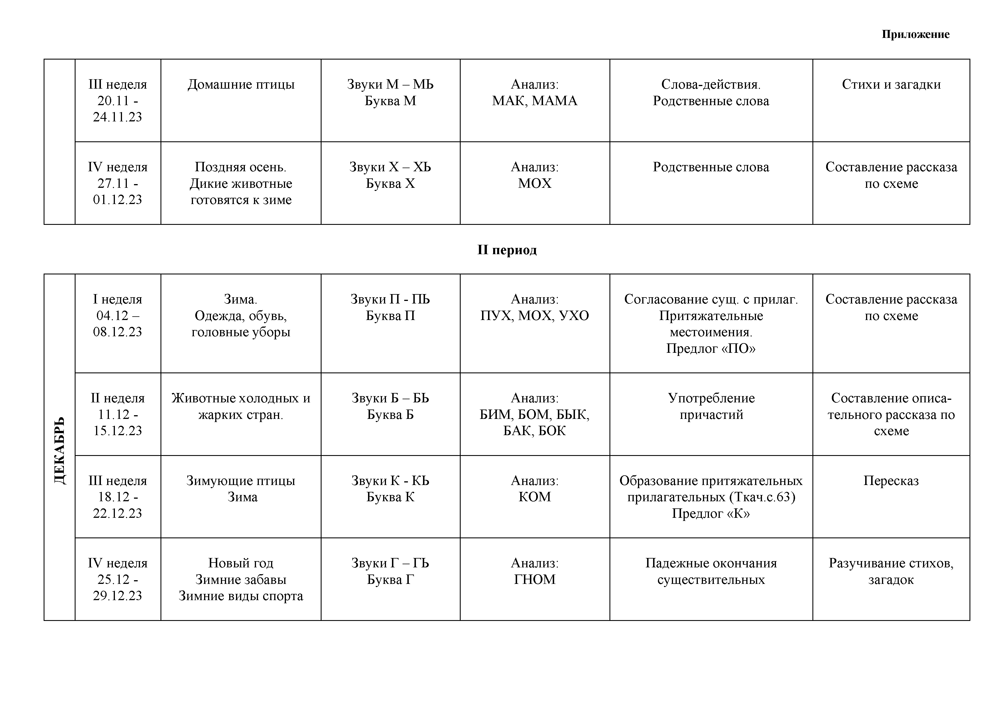 Приложение
III неделя
20.11 -
24.11.23
Домашние птицы
Звуки М – МЬ
Буква М
Анализ:
МАК, МАМА
Слова-действия.
Родственные слова
Стихи и загадки
IV неделя
27.11 -
01.12.23
Поздняя осень.
Дикие животные
готовятся к зиме
Звуки Х – ХЬ
Буква Х
Анализ:
МОХ
Родственные слова
Составление рассказа
по схеме
II период
ДЕКАБРЬ
I неделя
04.12 –
08.12.23
Зима.
Одежда, обувь,
головные уборы
Звуки П - ПЬ
Буква П
Анализ:
ПУХ, МОХ, УХО
Согласование сущ. с прилаг.
Притяжательные
местоимения.
Предлог «ПО»
Составление рассказа
по схеме
II неделя
11.12 -
15.12.23
Животные холодных и
жарких стран.
Звуки Б – БЬ
Буква Б
Анализ:
БИМ, БОМ, БЫК,
БАК, БОК
Употребление
причастий
Составление описа-
тельного рассказа по
схеме
III неделя
18.12 -
22.12.23
Зимующие птицы
Зима
Звуки К - КЬ
Буква К
Анализ:
КОМ
Образование притяжательных
прилагательных (Ткач.с.63)
Предлог «К»
Пересказ
IV неделя
25.12 -
29.12.23
Новый год
Зимние забавы
Зимние виды спорта
Звуки Г – ГЬ
Буква Г
Анализ:
ГНОМ
Падежные окончания
существительных
Разучивание стихов,
загадок